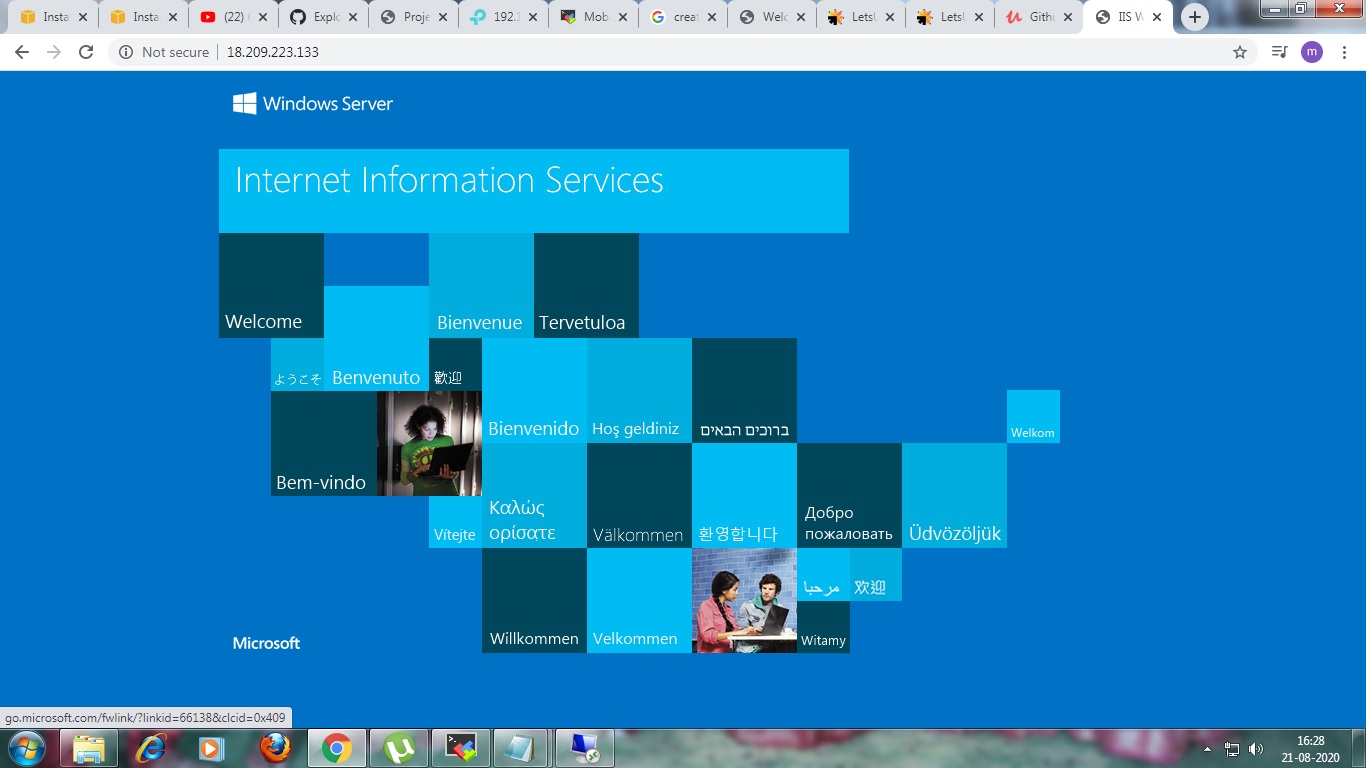 Insta
Insta
(22)
Explo
Proje
192.1
Mob
creat
Welc
LetsU
LetsU
Githu
IIS W
Not secure
18.209.223.133
m
Windows Server
Internet Information Services
Welcome
Bienvenue
Tervetuloa
ようこそ
Benvenuto
歡迎
Bienvenido
Hoş geldiniz
ברוכים הבאים
Welkom
Bem-vindo
Vítejte
Καλώς
ορίσατε
Välkommen
환영합니다
Добро
пожаловать
Üdvözöljük
Willkommen
Velkommen
مرحبا
欢迎
Witamy
Microsoft
go.microsoft.com/fwlink/?linkid=66138&clcid=0x409
16:28
21-08-2020